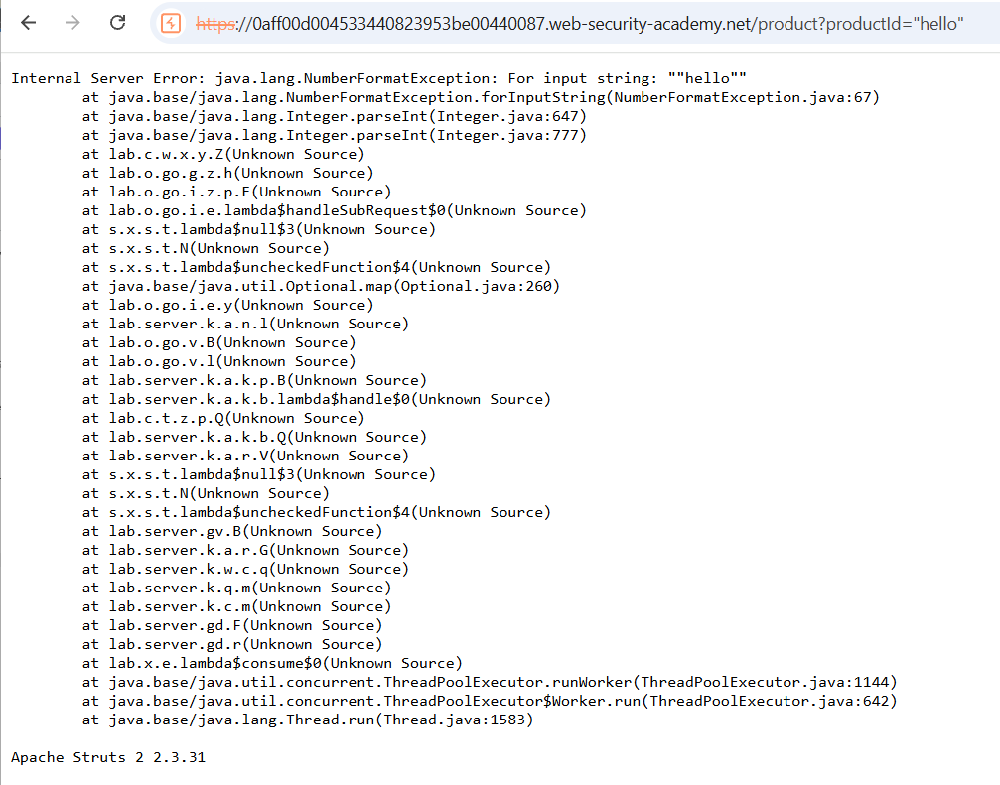 https://0aff00d004533440823953be00440087.web-security-academy.net/product?productId="hello"
Internal Server Error: java.lang.NumberFormatException: For input string: ""hello""
at java.base/java.lang.NumberFormatException.forInputString(NumberFormatException.java:67)
at java.base/java.lang.Integer.parseInt(Integer.java:647)
at java.base/java.lang.Integer.parseInt(Integer.java:777)
at lab.c.w.x.y.Z(Unknown Source)
at lab.o.go.g.z.h(Unknown Source)
at lab.o.go.i.z.p.E(Unknown Source)
at lab.o.go.i.e.lambda$handleSubRequest$0(Unknown Source)
at s.x.s.t.lambda$null$3(Unknown Source)
at s.x.s.t.N(Unknown Source)
at s.x.s.t.lambda$uncheckedFunction$4(Unknown Source)
at java.base/java.util.Optional.map(Optional.java:260)
at lab.o.go.i.e.y(Unknown Source)
at lab.server.k.a.n.l(Unknown Source)
at lab.o.go.v.B(Unknown Source)
at lab.o.go.v.l(Unknown Source)
at lab.server.k.a.k.p.B(Unknown Source)
at lab.server.k.a.k.b.lambda$handle$0(Unknown Source)
at lab.c.t.z.p.Q(Unknown Source)
at lab.server.k.a.k.b.Q(Unknown Source)
at lab.server.k.a.r.V(Unknown Source)
at s.x.s.t.lambda$null$3(Unknown Source)
at s.x.s.t.N(Unknown Source)
at s.x.s.t.lambda$uncheckedFunction$4(Unknown Source)
at lab.server.gv.B(Unknown Source)
at lab.server.k.a.r.G(Unknown Source)
at lab.server.k.w.c.q(Unknown Source)
at lab.server.k.q.m(Unknown Source)
at lab.server.k.c.m(Unknown Source)
at lab.server.gd.F(Unknown Source)
at lab.server.gd.r(Unknown Source)
at lab.x.e.lambda$consume$0(Unknown Source)
at java.base/java.util.concurrent.ThreadPoolExecutor.runWorker(ThreadPoolExecutor.java:1144)
at java.base/java.util.concurrent.ThreadPoolExecutor$Worker.run(ThreadPoolExecutor.java:642)
at java.base/java.lang.Thread.run(Thread.java:1583)
Apache Struts 2 2.3.31